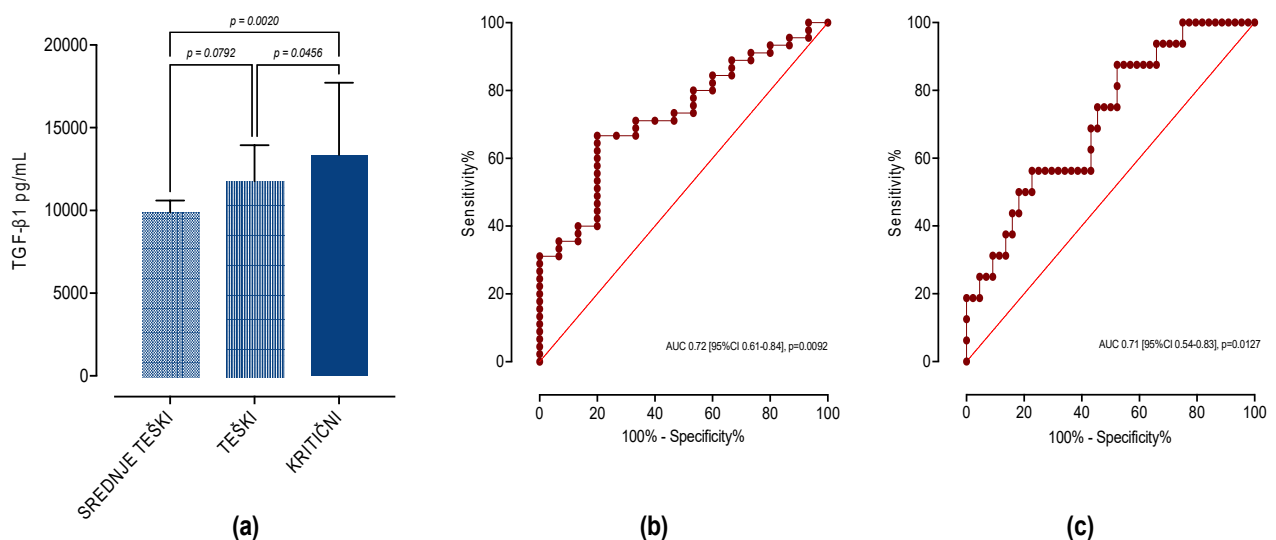 p = 0.0020
p = 0.0792
p = 0.0456
20000
15000
10000
5000
0
TGF-β1 pg/mL
SREDNJE TEŠKI
TEŠKI
KRITIČNI
(a)
100
80
60
40
20
0
Sensitivity%
AUC 0.72 [95%CI 0.61-0.84], p=0.0092
0 20 40 60 80 100
100% - Specificity%
(b)
100
80
60
40
20
0
Sensitivity%
AUC 0.71 [95%CI 0.54-0.83], p=0.0127
0 20 40 60 80 100
100% - Specificity%
(c)